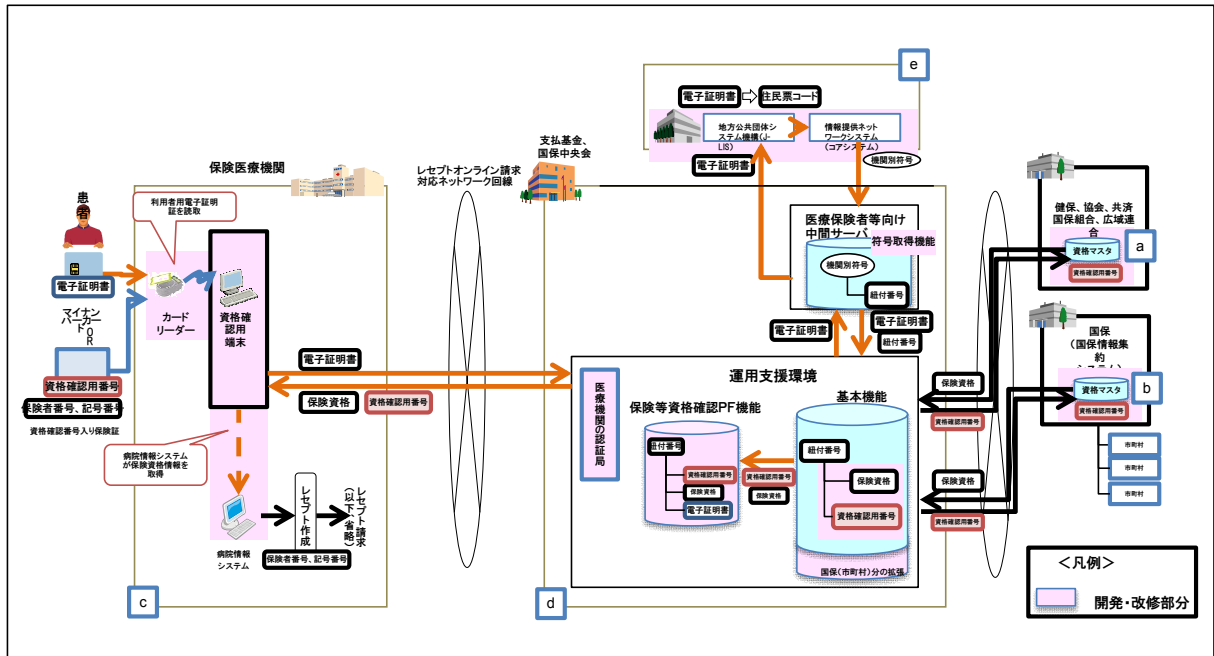 e
電子証明書
住民票コード
地方公共団体シ
ステム機構(J-
LIS)
情報提供ネット
ワークシステム
(コアシステム)
電子証明書
機関別符号
支払基金、
国保中央会
保険医療機関
レセプトオンライン請求
対応ネットワーク回線
患者
利用者用電子証明
証を読取
電子証明書
マイナン
バーカード
OR
カード
リーダー
資格確
認用
端末
資格確認用番号
保険者番号、記号番号
資格確認番号入り保険証
病院情報システム
が保険資格情報を
取得
病院情報
システム
レセプト作成
保険者番号、記号番号
レセプト請求
(以下、省略)
c
電子証明書
保険資格
資格確認用番号
医療保険者等向け
中間サーバ
符号取得機能
機関別符号
紐付番号
電子証明書
電子証明書
紐付番号
運用支援環境
医療機関の認証局
保険等資格確認PF機能
紐付番号
資格確認用番号
保険資格
電子証明書
資格確認用番号
保険資格
基本機能
紐付番号
保険資格
資格確認用番号
国保(市町村)分の拡張
d
保険資格
資格確認用番号
保険資格
資格確認用番号
健保、協会、共済
国保組合、広域連
合
資格マスタ
資格確認用番号
a
国保
(国保情報集
約
システム)
資格マスタ
資格確認用番号
b
市町村
市町村
市町村
<凡例>
開発・改修部分